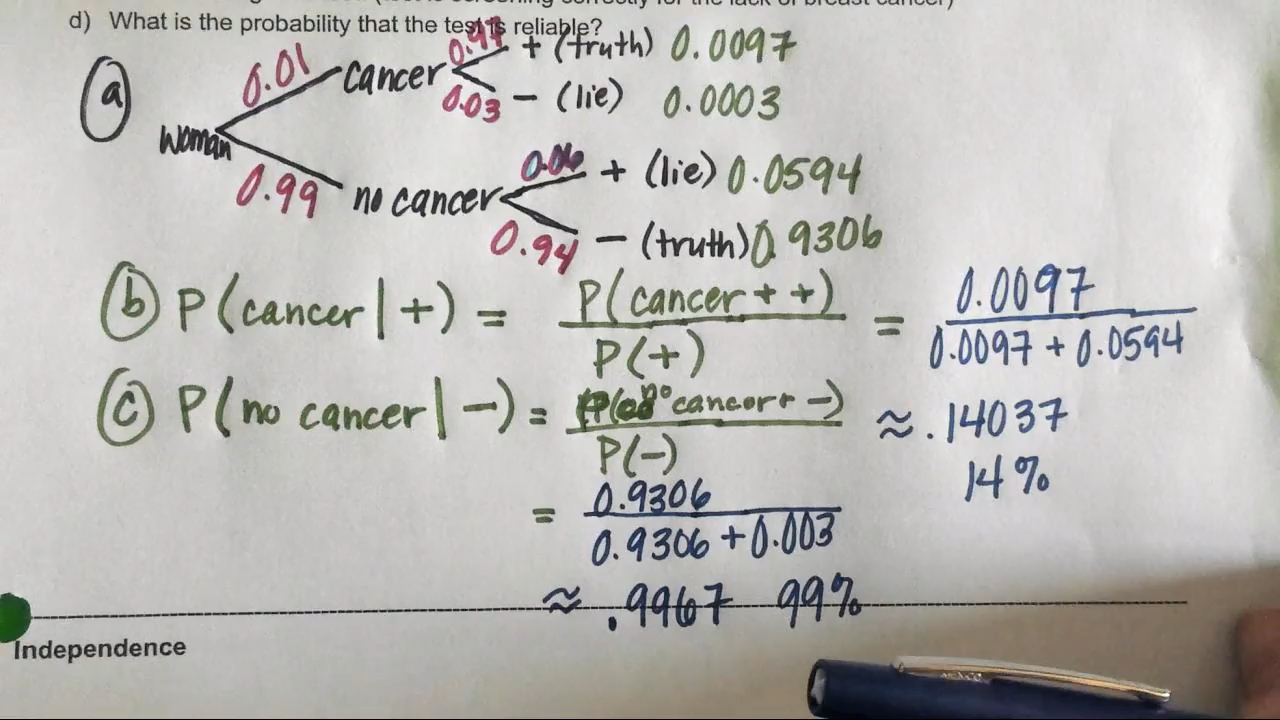 d) What is the probability that the test is reliable?
a
woman
0.01
cancer
0.97
+ (truth) 0.0097
0.03
− (lie) 0.0003
0.99
no cancer
0.06
+ (lie) 0.0594
0.94
− (truth) 0.9306
b P(cancer | +) = P(cancer + +) / P(+) = 0.0097 / 0.0097 + 0.0594
≈ .14037
14%
c P(no cancer | −) = P(no cancer + −) / P(−)
= 0.9306 / 0.9306 + 0.003
≈ .9967 99%
Independence